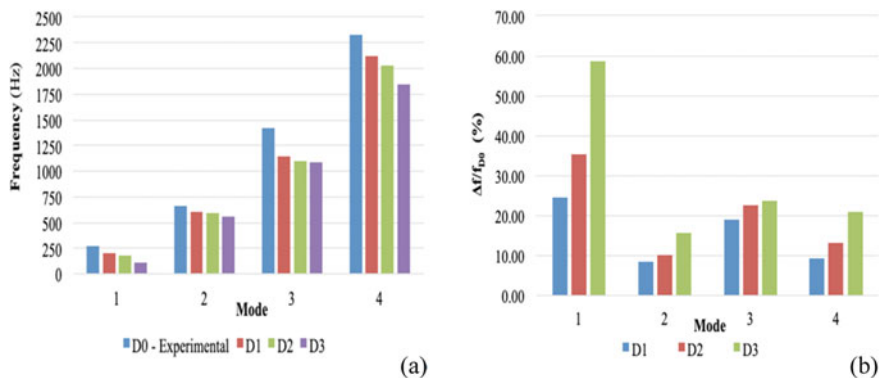 2500
2250
2000
1750
1500
1250
1000
750
500
250
0
Frequency (Hz)
1 2 3 4
Mode
D0 - Experimental D1 D2 D3
(a)
70.00
60.00
50.00
40.00
30.00
20.00
10.00
0.00
Δf/fD0 (%)
1 2 3 4
Mode
D1 D2 D3
(b)